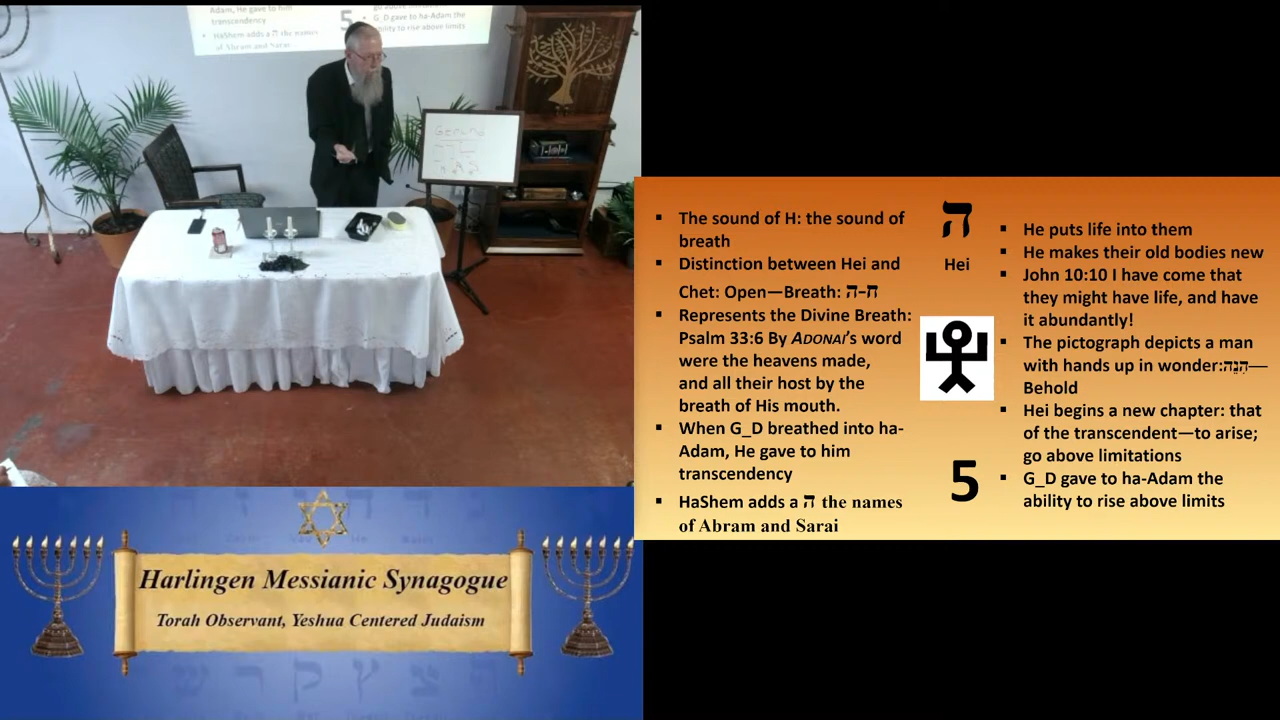 Adam, He gave to him
transcendency
HaShem adds a ה the names
of Abram and Sarai
5
G_D gave to ha-Adam the
ability to rise above limits
The sound of H: the sound of
breath
Distinction between Hei and
Chet: Open—Breath: ה-ח
Represents the Divine Breath:
Psalm 33:6 By ADONAI's word
were the heavens made,
and all their host by the
breath of His mouth.
When G_D breathed into ha-
Adam, He gave to him
transcendency
HaShem adds a ה the names
of Abram and Sarai
ה
Hei
5
He puts life into them
He makes their old bodies new
John 10:10 I have come that
they might have life, and have
it abundantly!
The pictograph depicts a man
with hands up in wonder:הִנֵּה—
Behold
Hei begins a new chapter: that
of the transcendent—to arise;
go above limitations
G_D gave to ha-Adam the
ability to rise above limits
Harlingen Messianic Synagogue
Torah Observant, Yeshua Centered Judaism